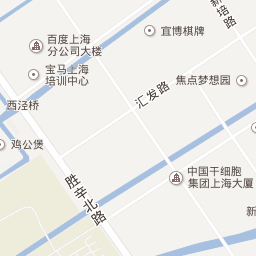 宜博棋牌
新培路
百度上海
分公司大楼
宝马上海
培训中心
焦点梦想园
汇发路
西泾桥
鸡公煲
中国干细胞
集团上海大厦
胜辛北路
新